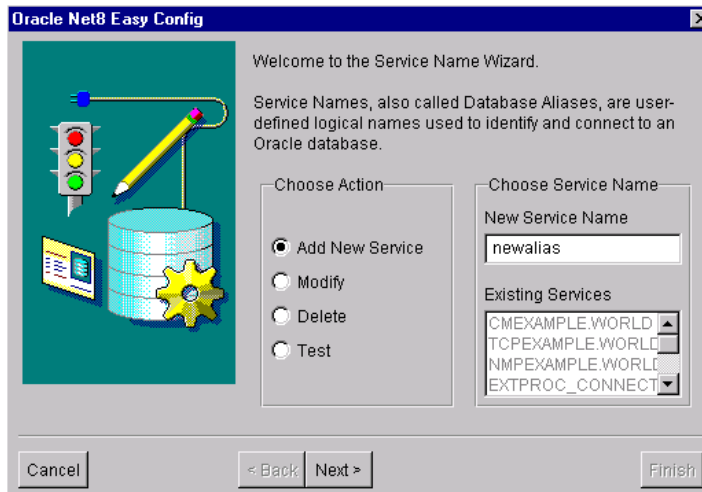 Oracle Net8 Easy Config
Welcome to the Service Name Wizard.
Service Names, also called Database Aliases, are user-
defined logical names used to identify and connect to an
Oracle database.
Choose Action
Add New Service
Modify
Delete
Test
Choose Service Name
New Service Name
newalias
Existing Services
CMEXAMPLE.WORLD
TCPEXAMPLE.WORLD
NMPEXAMPLE.WORLD
EXTPROC_CONNECT
Cancel
< Back
Next >
Finish